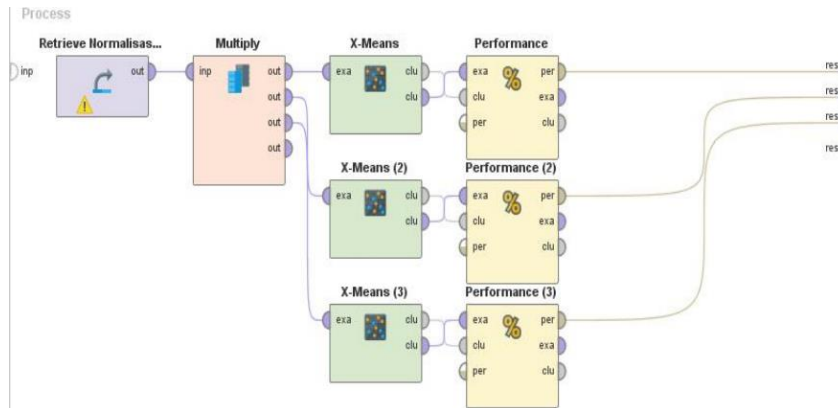 Process
Retrieve Normalisas...
Multiply
X-Means
Performance
inp
out
inp
out
out
out
out
exa
clu
clu
exa
clu
per
per
exa
clu
res
res
res
res
X-Means (2)
Performance (2)
exa
clu
clu
exa
clu
per
per
exa
clu
X-Means (3)
Performance (3)
exa
clu
clu
exa
clu
per
per
exa
clu